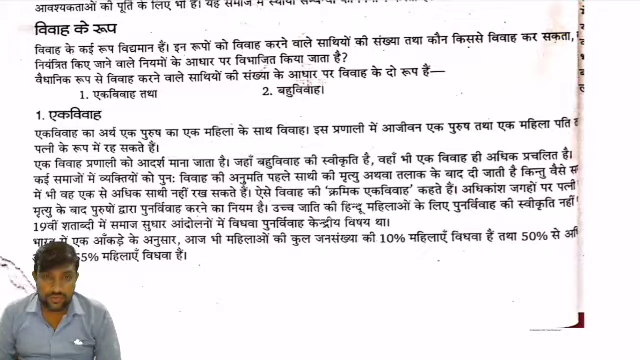 आवश्यकताओं की पूर्ति के लिए भी है। यह समाज में स्थायी
विवाह के रूप
विवाह के कई रूप विद्यमान हैं। इन रूपों को विवाह करने वाले साथियों की संख्या तथा कौन किससे विवाह कर सकता,
नियंत्रित किए जाने वाले नियमों के आधार पर विभाजित किया जाता है?
वैधानिक रूप से विवाह करने वाले साथियों की संख्या के आधार पर विवाह के दो रूप हैं—
1. एकविवाह तथा 2. बहुविवाह।
1. एकविवाह
एकविवाह का अर्थ एक पुरुष का एक महिला के साथ विवाह। इस प्रणाली में आजीवन एक पुरुष तथा एक महिला पति
पत्नी के रूप में रह सकते हैं।
एक विवाह प्रणाली को आदर्श माना जाता है। जहाँ बहुविवाह की स्वीकृति है, वहाँ भी एक विवाह ही अधिक प्रचलित है।
कई समाजों में व्यक्तियों को पुन: विवाह की अनुमति पहले साथी की मृत्यु अथवा तलाक के बाद दी जाती है किन्तु वैसे
में भी वह एक से अधिक साथी नहीं रख सकते हैं। ऐसे विवाह को 'क्रमिक एकविवाह' कहते हैं। अधिकांश जगहों पर पत्नी
मृत्यु के बाद पुरुषों द्वारा पुनर्विवाह करने का नियम है। उच्च जाति की हिन्दू महिलाओं के लिए पुनर्विवाह की स्वीकृति नहीं
19वीं शताब्दी में समाज सुधार आंदोलनों में विधवा पुनर्विवाह केन्द्रीय विषय था।
भारत में एक आँकड़े के अनुसार, आज भी महिलाओं की कुल जनसंख्या की 10% महिलाएँ विधवा हैं तथा 50% से
55% महिलाएँ विधवा हैं।